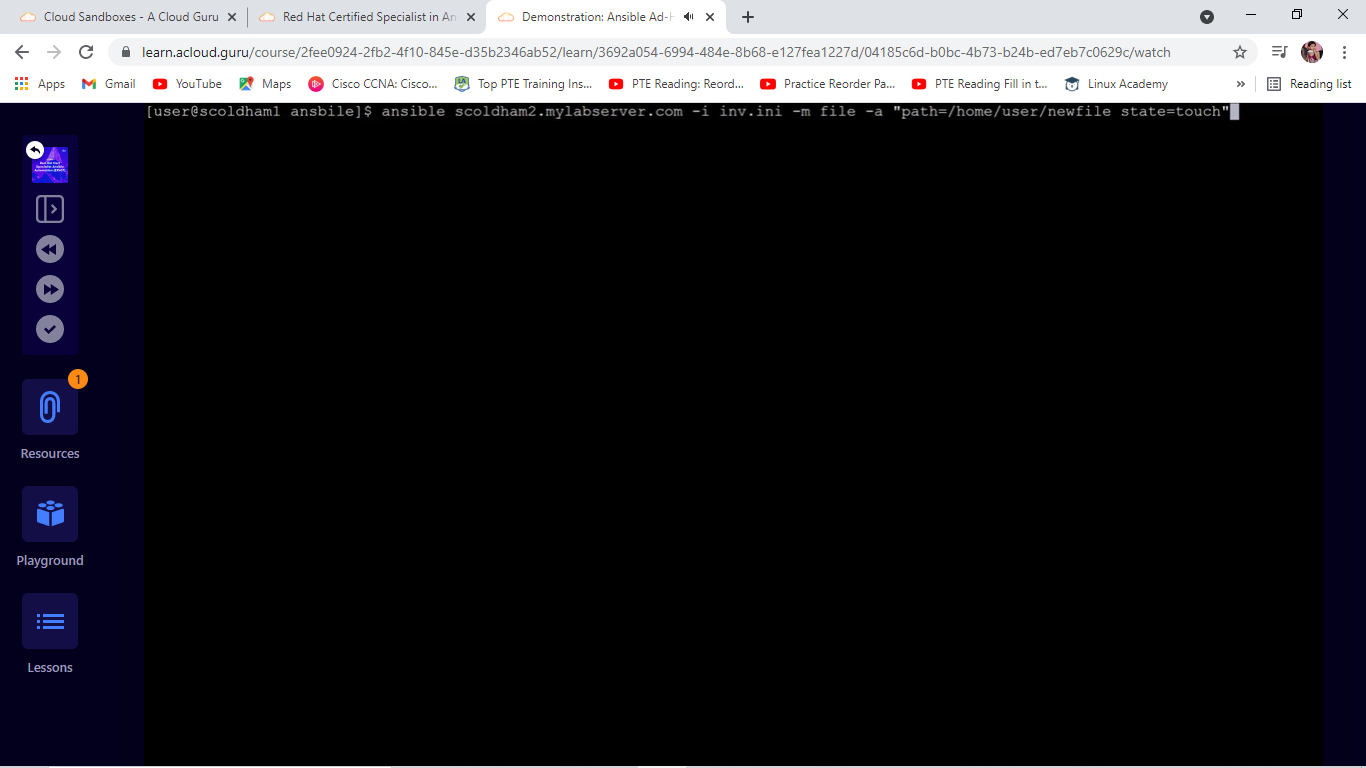 Cloud Sandboxes - A Cloud Guru
Red Hat Certified Specialist in An
Demonstration: Ansible Ad-H
learn.acloud.guru/course/2fee0924-2fb2-4f10-845e-d35b2346ab52/learn/3692a054-6994-484e-8b68-e127fea1227d/04185c6d-b0bc-4b73-b24b-ed7eb7c0629c/watch
Apps
Gmail
YouTube
Maps
Cisco CCNA: Cisco...
Top PTE Training Ins...
PTE Reading: Reord...
Practice Reorder Pa...
PTE Reading Fill in t...
Linux Academy
»
Reading list
[user@scoldham1 ansbile]$ ansible scoldham2.mylabserver.com -i inv.ini -m file -a "path=/home/user/newfile state=touch"
1
Resources
Playground
Lessons